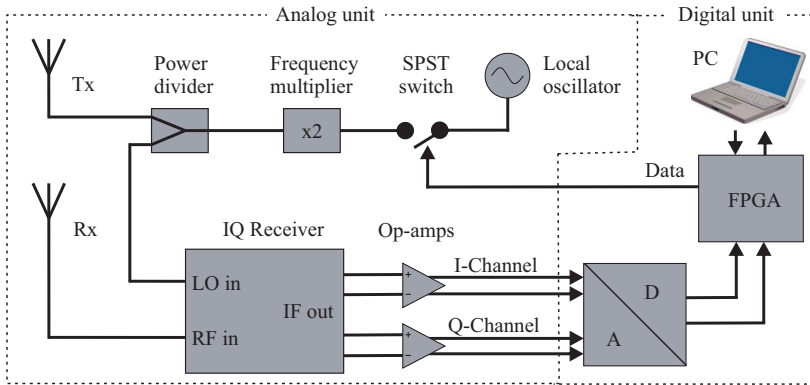 Analog unit
Digital unit
Tx
Power
divider
Frequency
multiplier
x2
SPST
switch
Local
oscillator
PC
Data
FPGA
Rx
IQ Receiver
LO in
RF in
IF out
Op-amps
+
−
+
−
I-Channel
Q-Channel
D
A